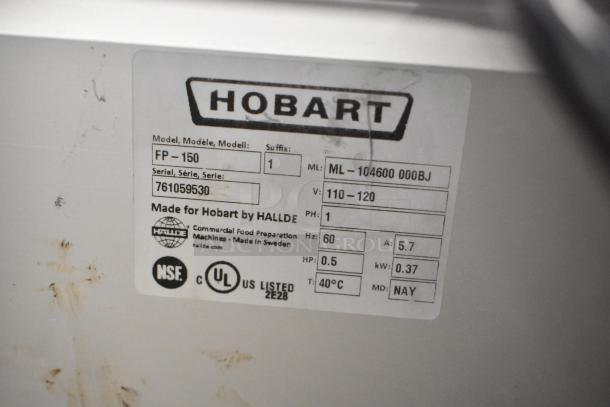 HOBART
Model, Modèle, Modell: Suffix:
FP-150 1 ML: ML-104600 000BJ
Serial, Série, Serie:
761059530 V: 110-120
Made for Hobart by HALLDE PH: 1
HALLDE Commercial Food Preparation Hz: 60 A: 5.7
Machines - Made in Sweden
hallde.com HP: 0.5 kW: 0.37
NSF. C UL US LISTED T: 40°C MD: NAY
2E28
AUCTION GROUP